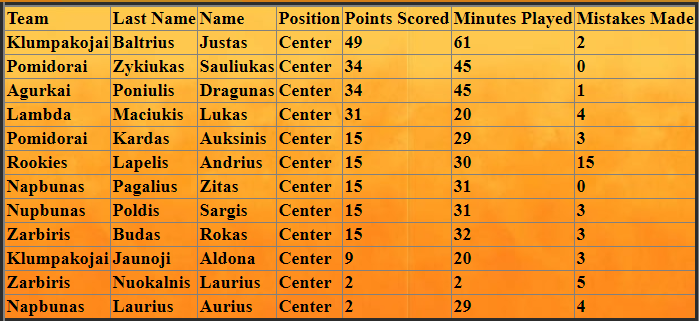 Team Last Name Name Position Points Scored Minutes Played Mistakes Made
Klumpakojai Baltrius Justas Center 49 61 2
Pomidorai Zykiukas Sauliukas Center 34 45 0
Agurkai Poniulis Dragunas Center 34 45 1
Lambda Maciukis Lukas Center 31 20 4
Pomidorai Kardas Auksinis Center 15 29 3
Rookies Lapelis Andrius Center 15 30 15
Napbunas Pagalius Zitas Center 15 31 0
Nupbunas Poldis Sargis Center 15 31 3
Zarbiris Budas Rokas Center 15 32 3
Klumpakojai Jaunoji Aldona Center 9 20 3
Zarbiris Nuokalnis Laurius Center 2 2 5
Napbunas Laurius Aurius Center 2 29 4